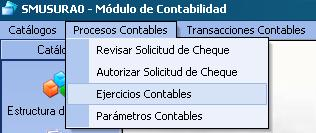 SMUSURA0 - Módulo de Contabilidad
Catálogos Procesos Contables Transacciones Contables
Catálo
Revisar Solicitud de Cheque
Autorizar Solicitud de Cheque
Ejercicios Contables
Parámetros Contables
Estructura d